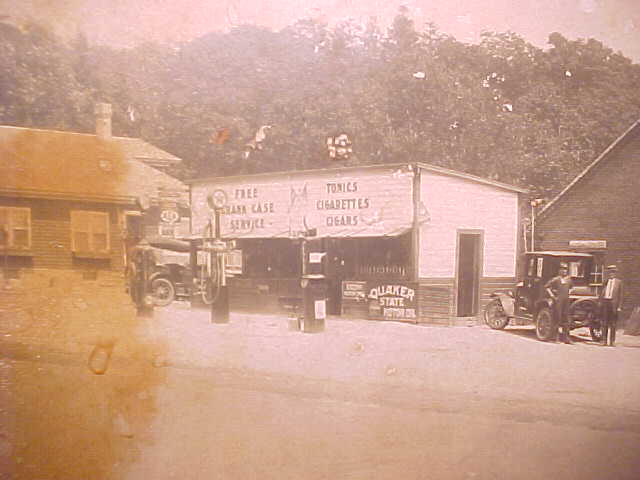 FREE
CRANK CASE
SERVICE
TONICS
CIGARETTES
CIGARS
QUAKER
STATE
MOTOR OIL